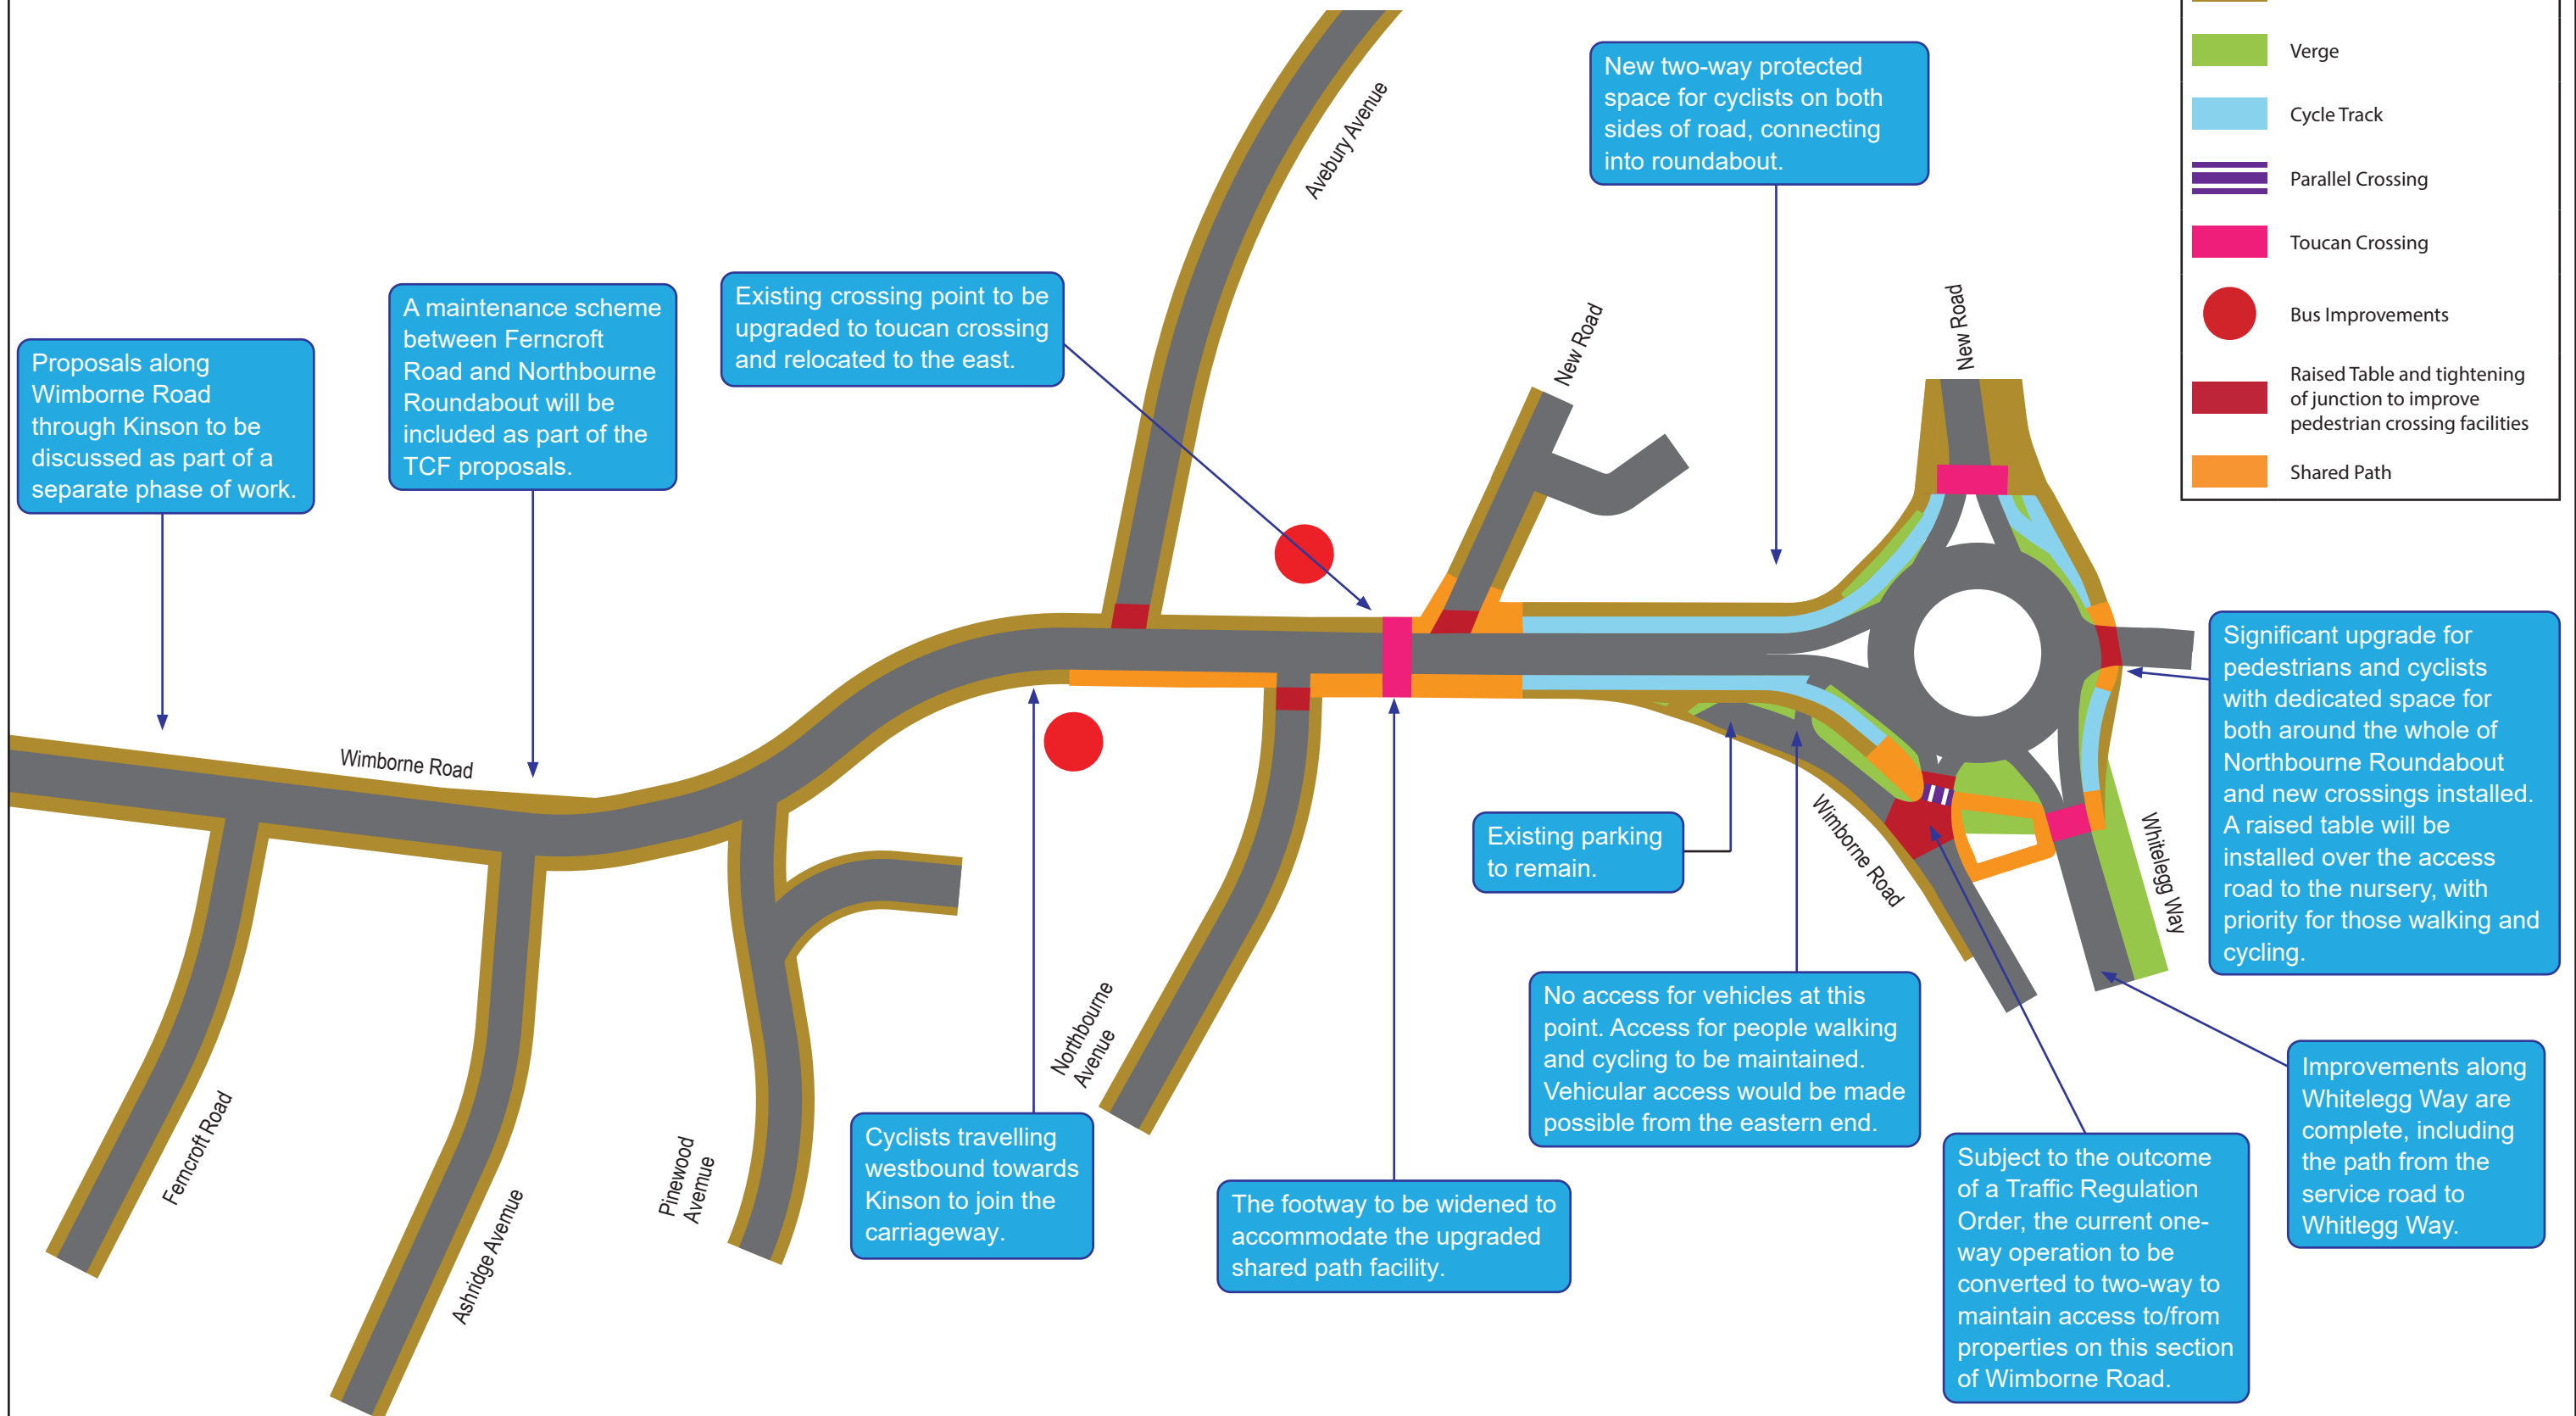 Verge
Cycle Track
Parallel Crossing
Toucan Crossing
Bus Improvements
Raised Table and tightening
of junction to improve
pedestrian crossing facilities
Shared Path
New two-way protected
space for cyclists on both
sides of road, connecting
into roundabout.
Avebury Avenue
Existing crossing point to be
upgraded to toucan crossing
and relocated to the east.
A maintenance scheme
between Ferncroft
Road and Northbourne
Roundabout will be
included as part of the
TCF proposals.
Proposals along
Wimborne Road
through Kinson to be
discussed as part of a
separate phase of work.
New Road
New Road
Wimborne Road
Significant upgrade for
pedestrians and cyclists
with dedicated space for
both around the whole of
Northbourne Roundabout
and new crossings installed.
A raised table will be
installed over the access
road to the nursery, with
priority for those walking and
cycling.
Existing parking
to remain.
Wimborne Road
Whitelegg Way
No access for vehicles at this
point. Access for people walking
and cycling to be maintained.
Vehicular access would be made
possible from the eastern end.
Northbourne
Avenue
Ferncroft Road
Ashridge Avemue
Pinewood
Avemue
Cyclists travelling
westbound towards
Kinson to join the
carriageway.
The footway to be widened to
accommodate the upgraded
shared path facility.
Subject to the outcome
of a Traffic Regulation
Order, the current one-
way operation to be
converted to two-way to
maintain access to/from
properties on this section
of Wimborne Road.
Improvements along
Whitelegg Way are
complete, including
the path from the
service road to
Whitlegg Way.